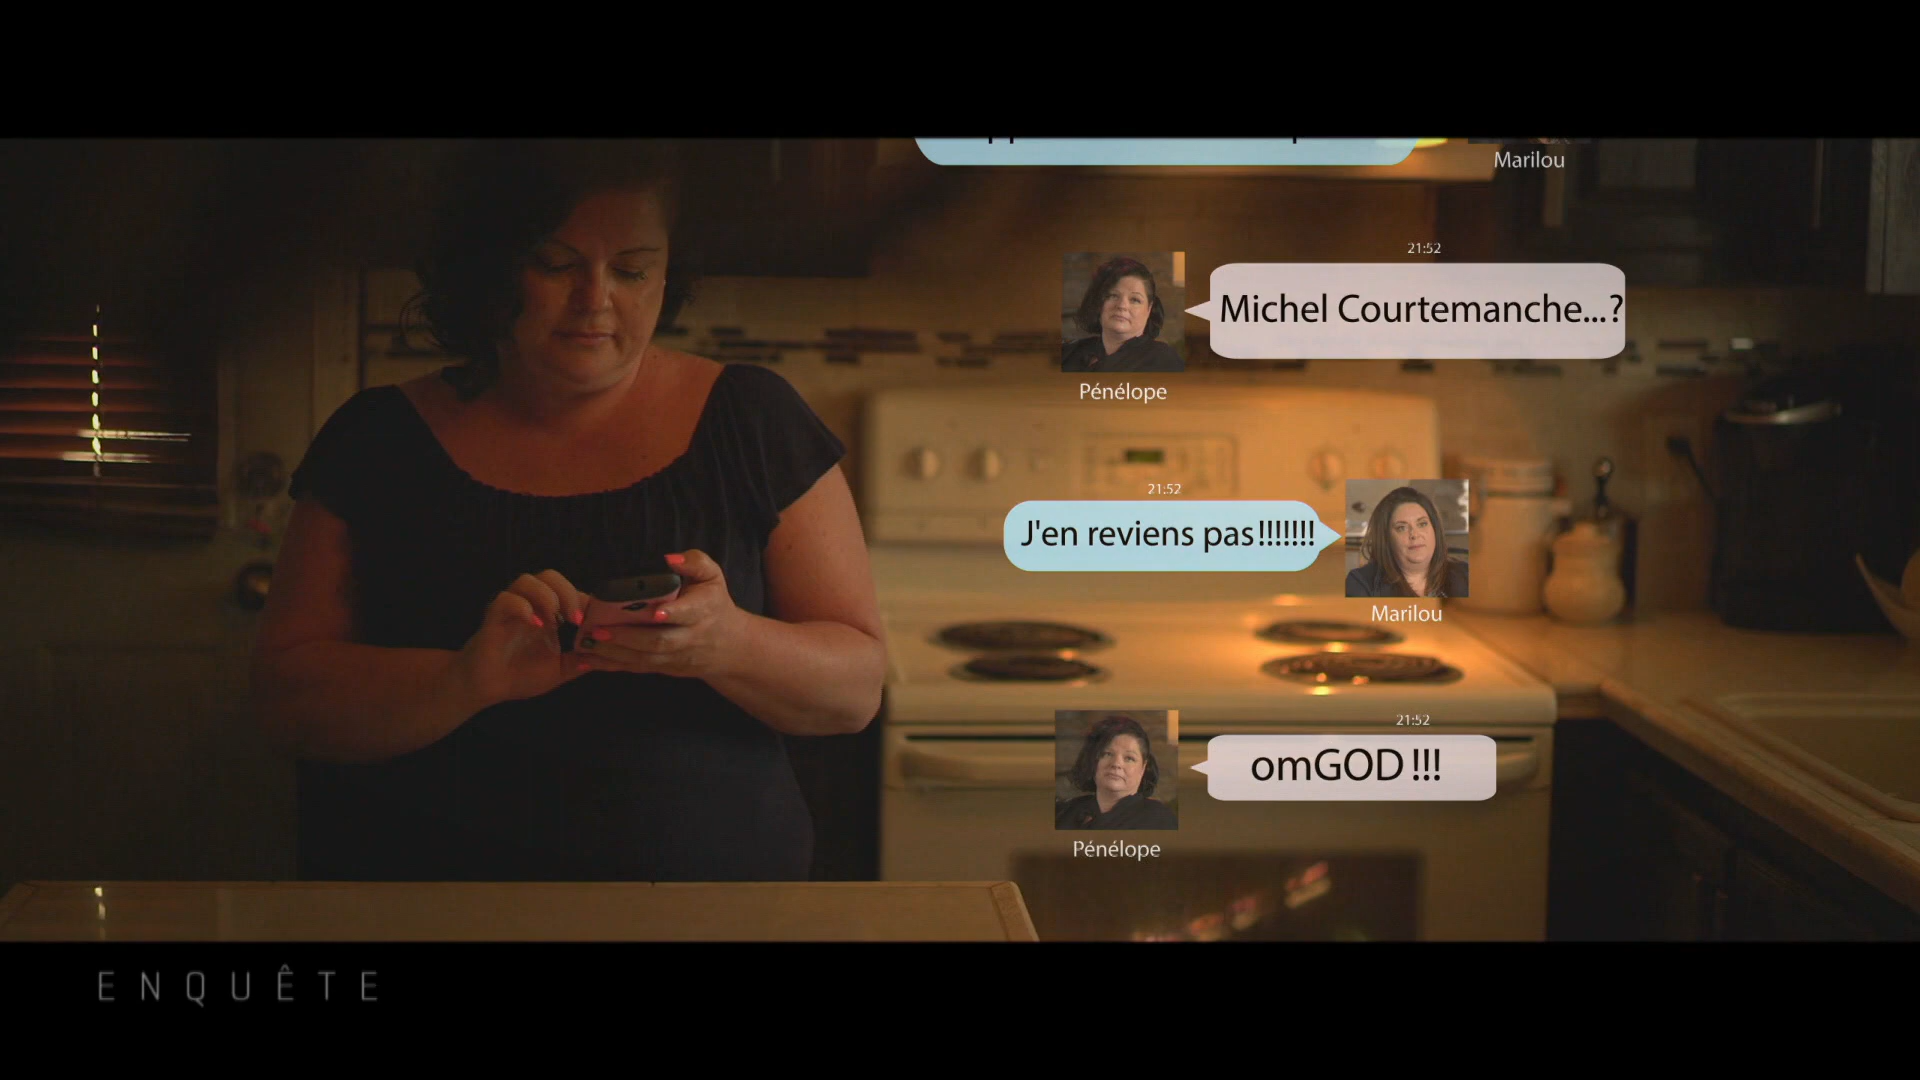 Marilou
21:52
Michel Courtemanche...?
Pénélope
21:52
J'en reviens pas!!!!!!!
Marilou
21:52
omGOD !!!
Pénélope
ENQUÊTE